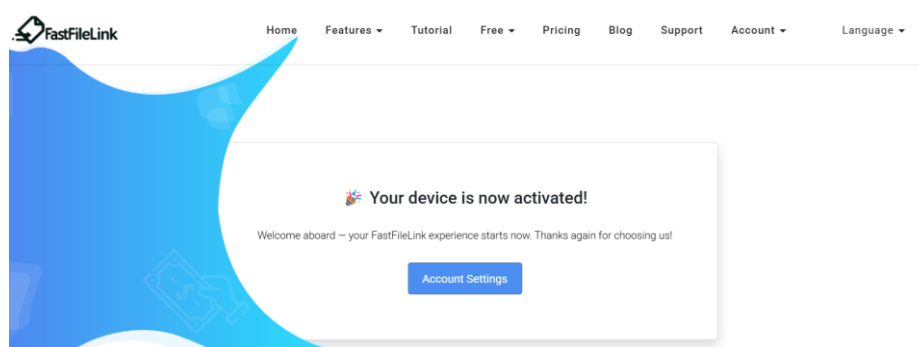 FastFileLink
Home Features Tutorial Free Pricing Blog Support Account Language
🎉 Your device is now activated!
Welcome aboard — your FastFileLink experience starts now. Thanks again for choosing us!
Account Settings